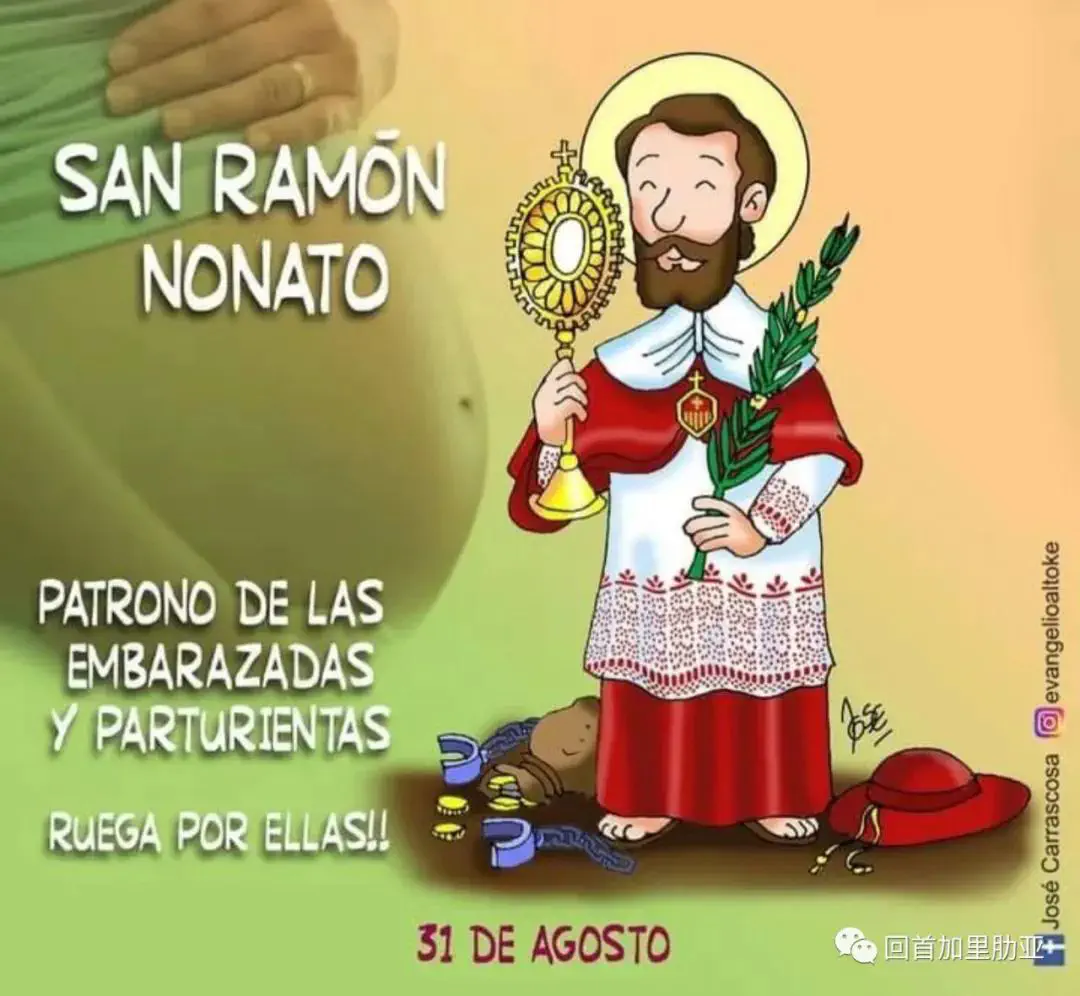 SAN RAMÓN
NONATO
PATRONO DE LAS
EMBARAZADAS
Y PARTURIENTAS
RUEGA POR ELLAS!!
31 DE AGOSTO
José
José Carrascosa evangelioaltoke
回首加里肋亚